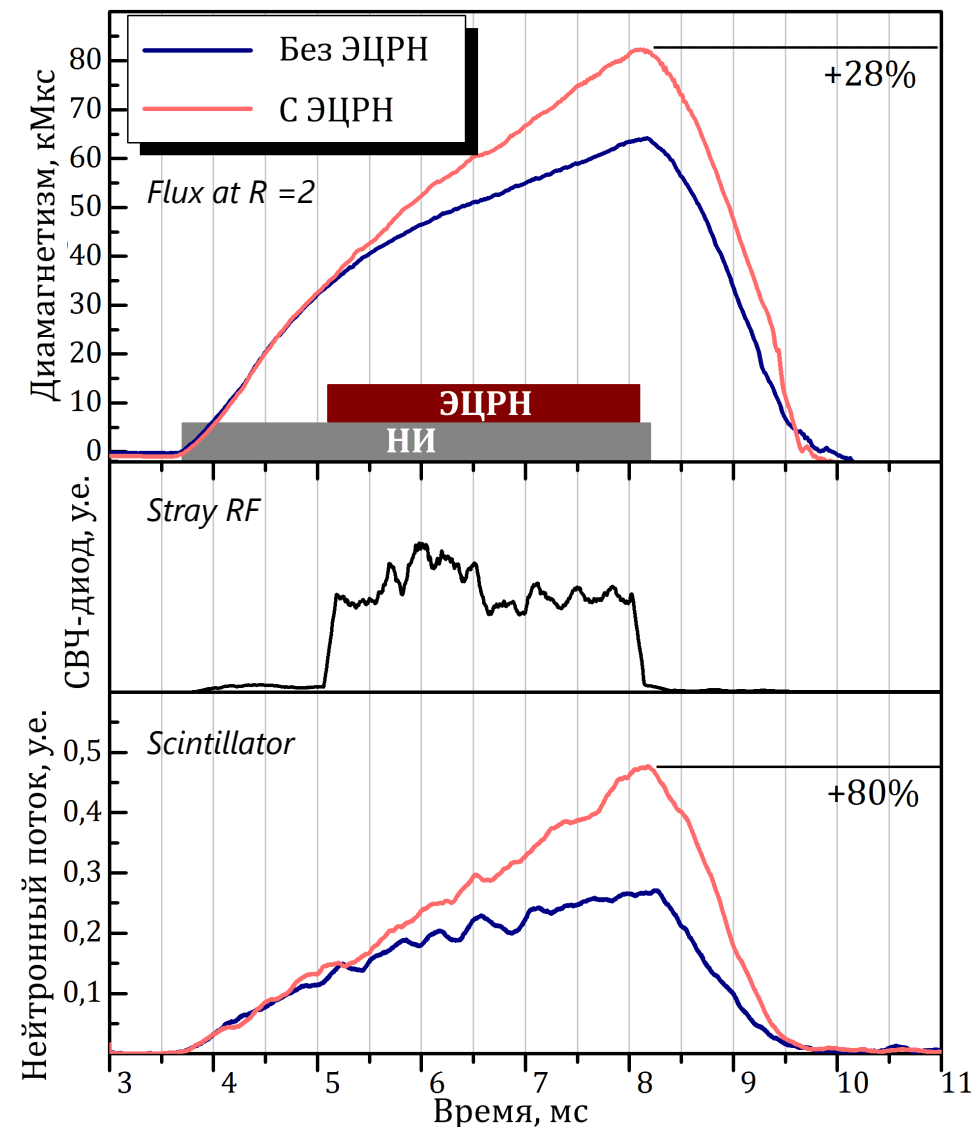 Без ЭЦРН
С ЭЦРН
+28%
Flux at R =2
Диамагнетизм, кМкс
80
70
60
50
40
30
20
10
0
ЭЦРН
НИ
Stray RF
СВЧ-диод, у.е.
Scintillator
+80%
Нейтронный поток, у.е.
0,5
0,4
0,3
0,2
0,1
3 4 5 6 7 8 9 10 11
Время, мс